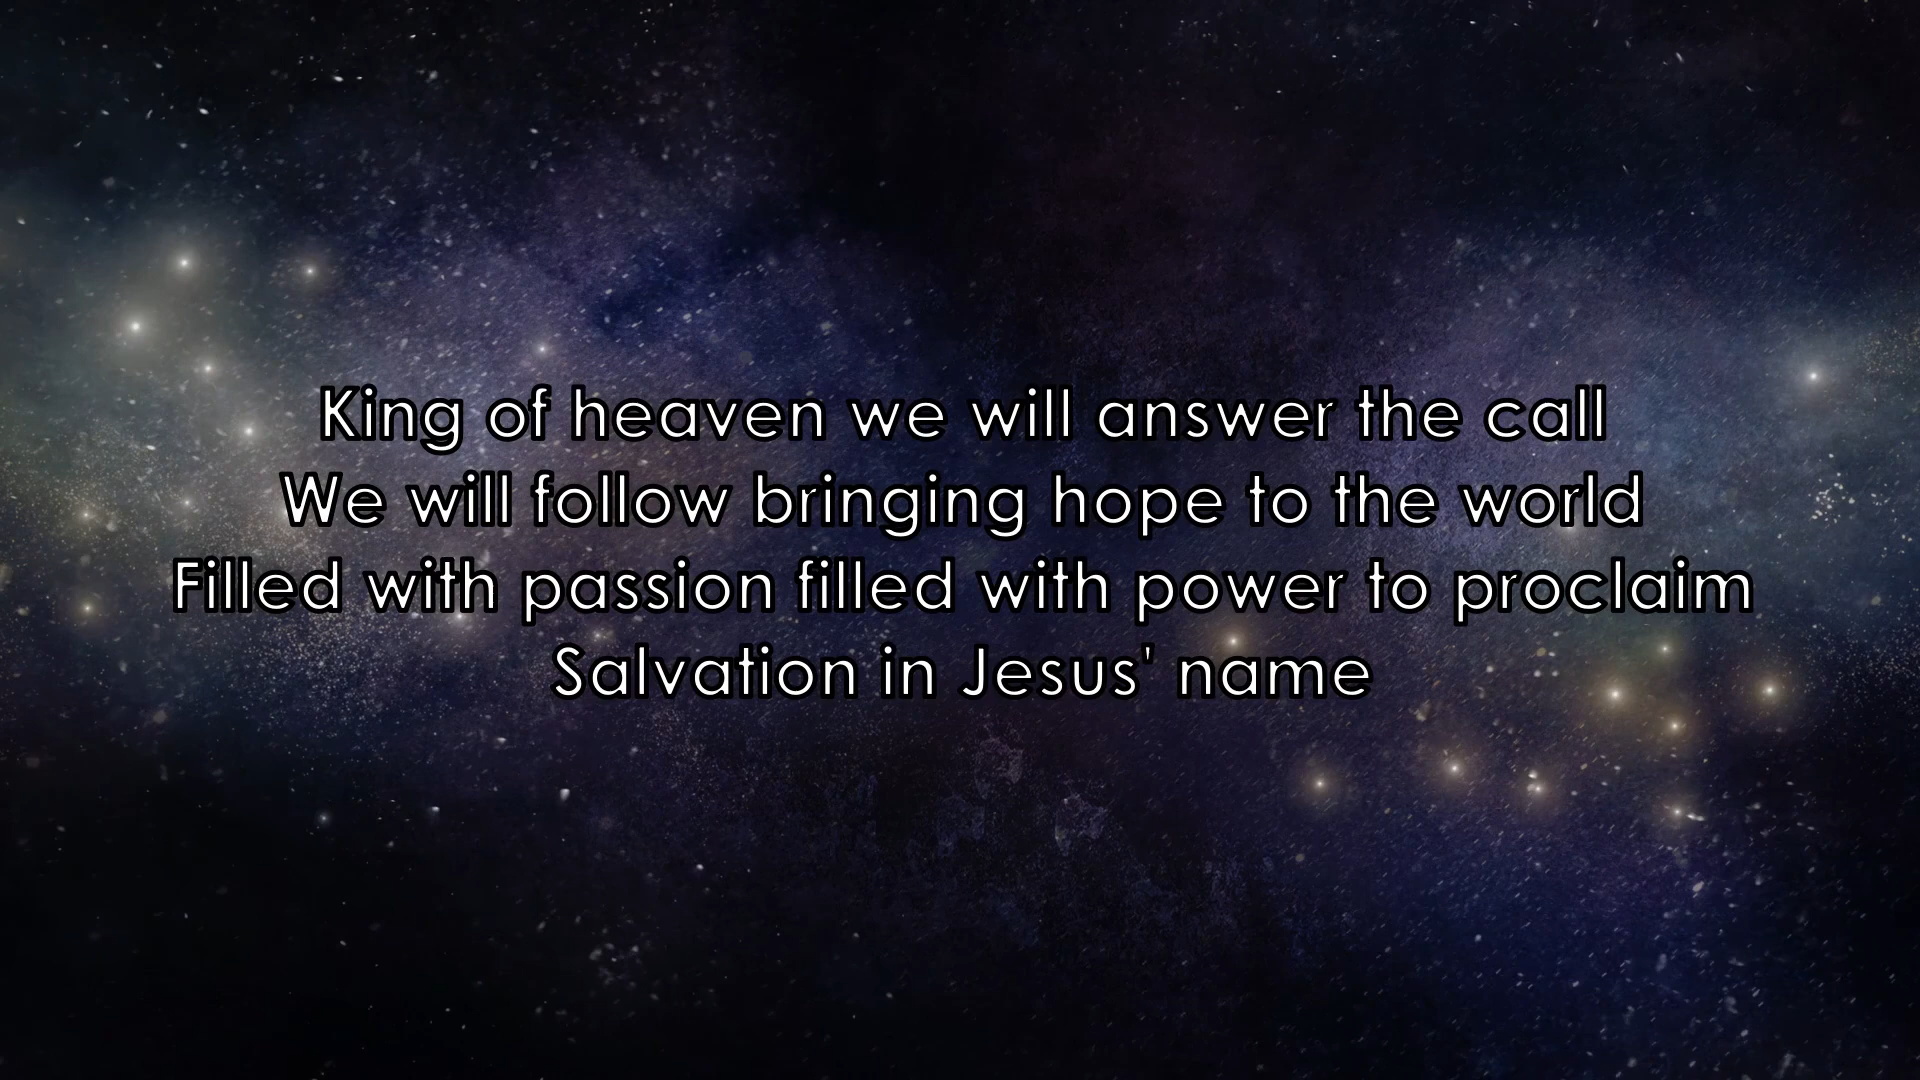 King of heaven we will answer the call
We will follow bringing hope to the world
Filled with passion filled with power to proclaim
Salvation in Jesus' name